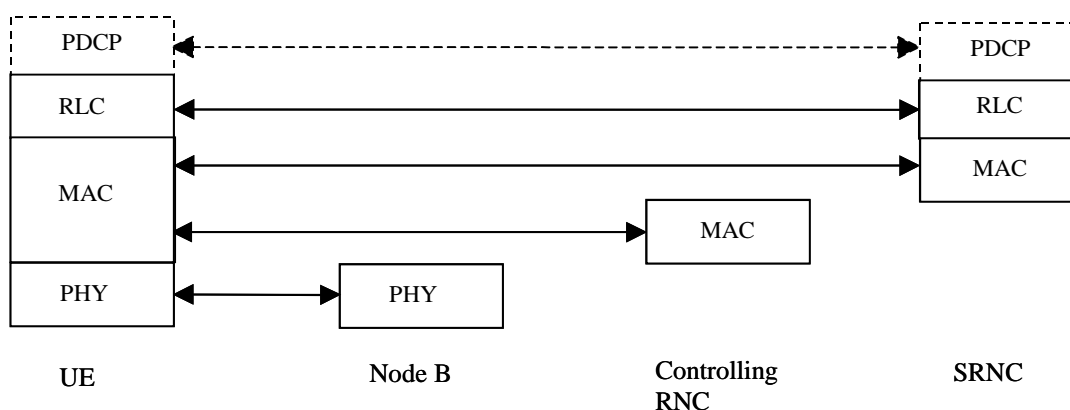 PDCP
PDCP
RLC
RLC
MAC
MAC
MAC
PHY
PHY
UE
Node B
Controlling
RNC
SRNC